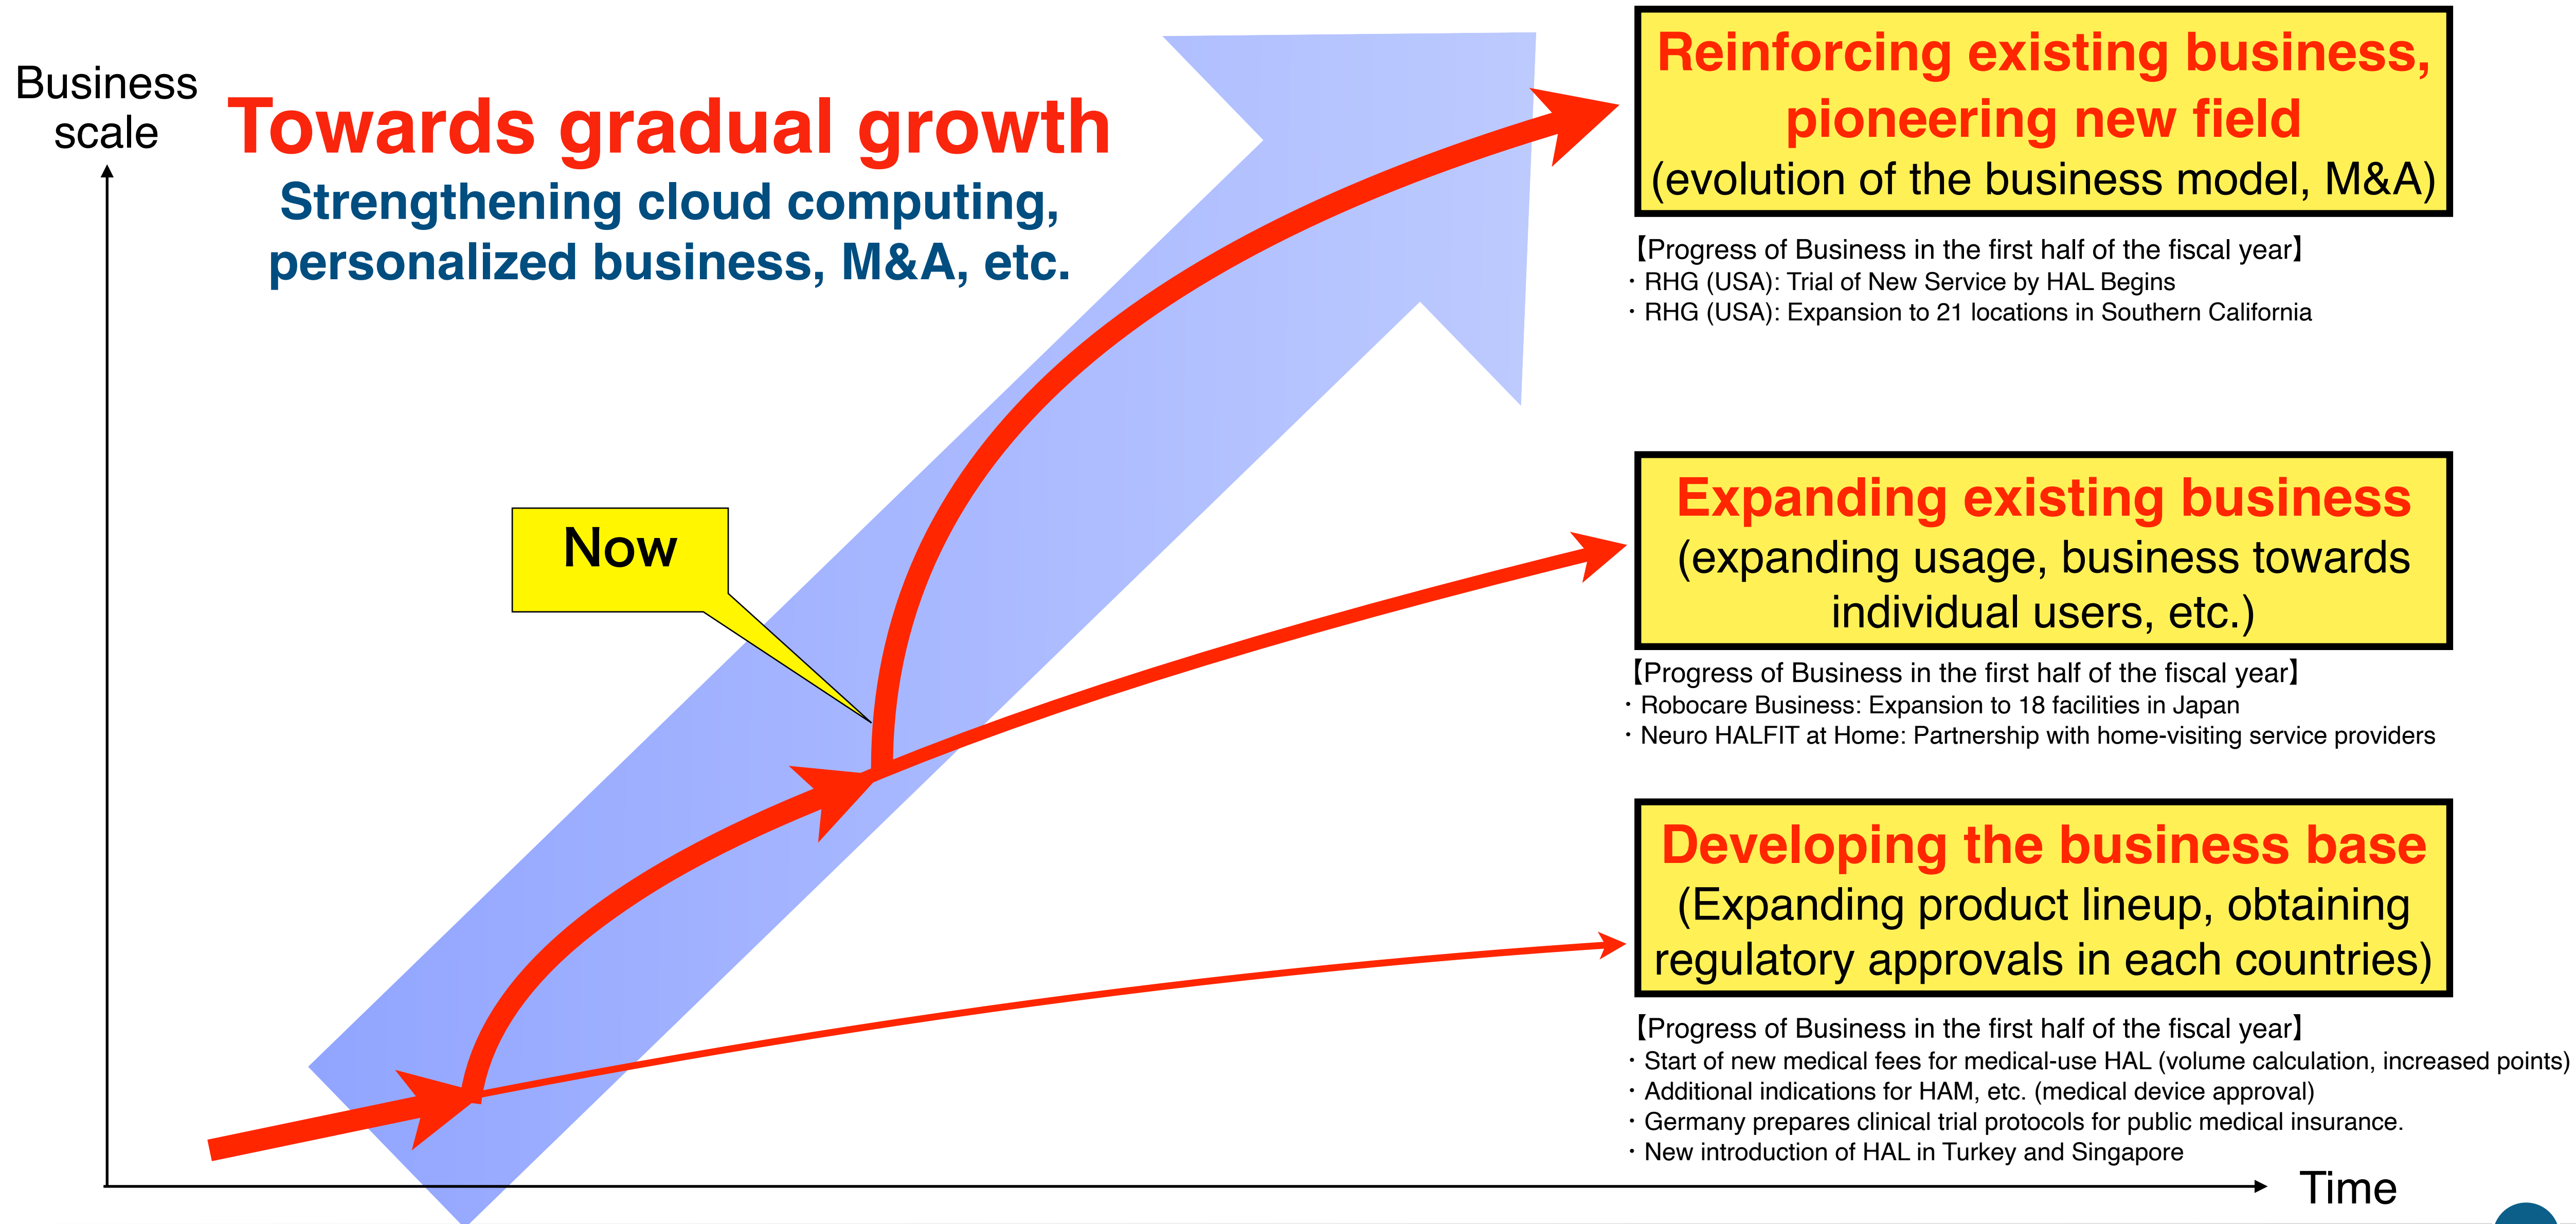 Business
scale
Towards gradual growth
Strengthening cloud computing,
personalized business, M&A, etc.
Now
Reinforcing existing business,
pioneering new field
(evolution of the business model, M&A)
【Progress of Business in the first half of the fiscal year】
・RHG (USA): Trial of New Service by HAL Begins
・RHG (USA): Expansion to 21 locations in Southern California
Expanding existing business
(expanding usage, business towards
individual users, etc.)
【Progress of Business in the first half of the fiscal year】
・Robocare Business: Expansion to 18 facilities in Japan
・Neuro HALFIT at Home: Partnership with home-visiting service providers
Developing the business base
(Expanding product lineup, obtaining
regulatory approvals in each countries)
【Progress of Business in the first half of the fiscal year】
・Start of new medical fees for medical-use HAL (volume calculation, increased points)
・Additional indications for HAM, etc. (medical device approval)
・Germany prepares clinical trial protocols for public medical insurance.
・New introduction of HAL in Turkey and Singapore
Time